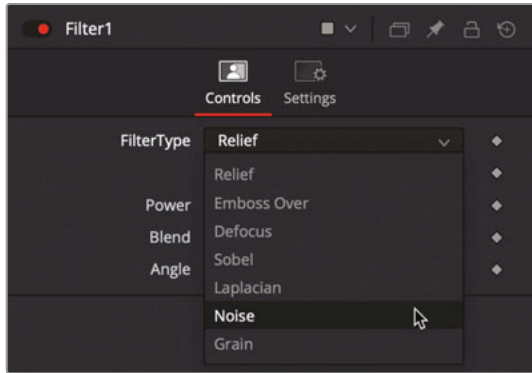 Filter1
Controls Settings
FilterType Relief
Relief
Power Emboss Over
Blend Defocus
Sobel
Angle Laplacian
Noise
Grain